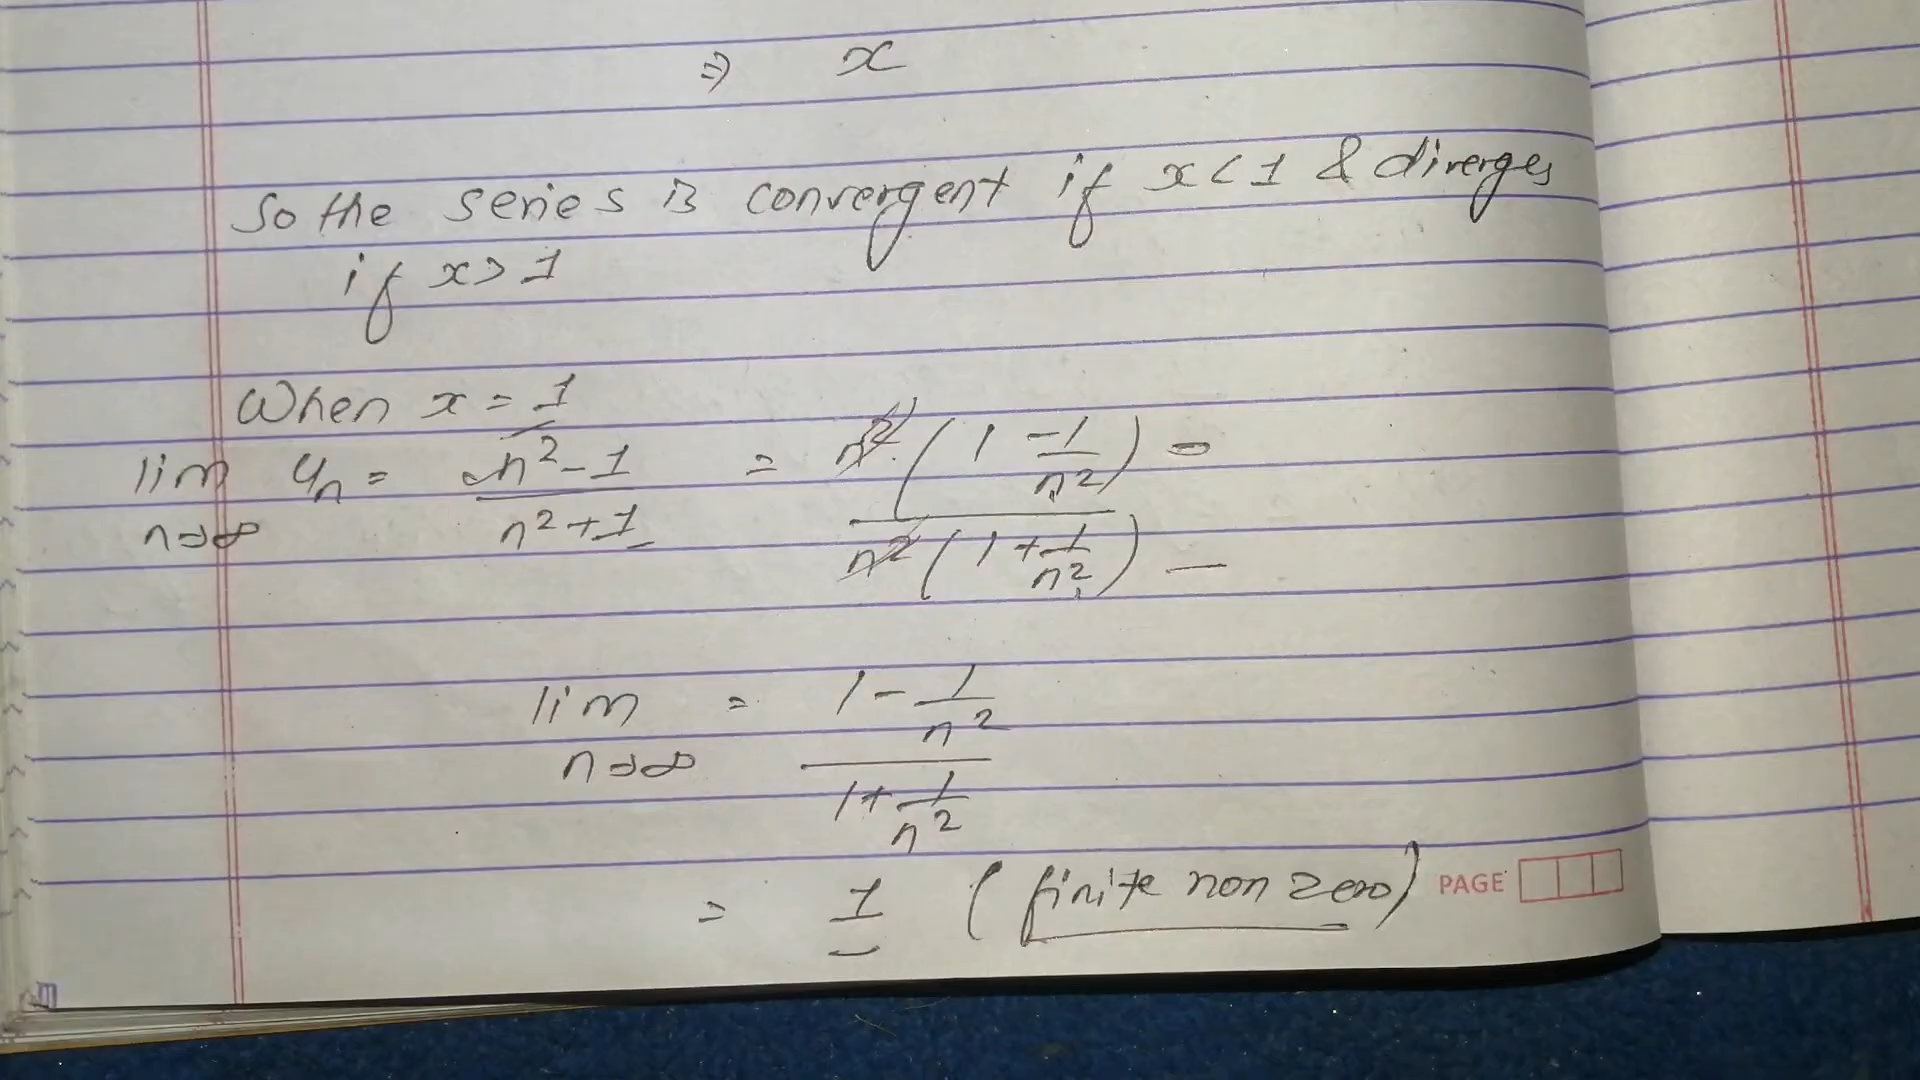 ⇒ x
So the series is convergent if x < 1 & diverges
if x > 1
When x = 1
lim n→∞ Un = n²-1 / n²+1 = n² (1 - 1/n²) / n² (1 + 1/n²)
lim n→∞ = 1 - 1/n² / 1 + 1/n²
= 1 (finite non zero)
PAGE